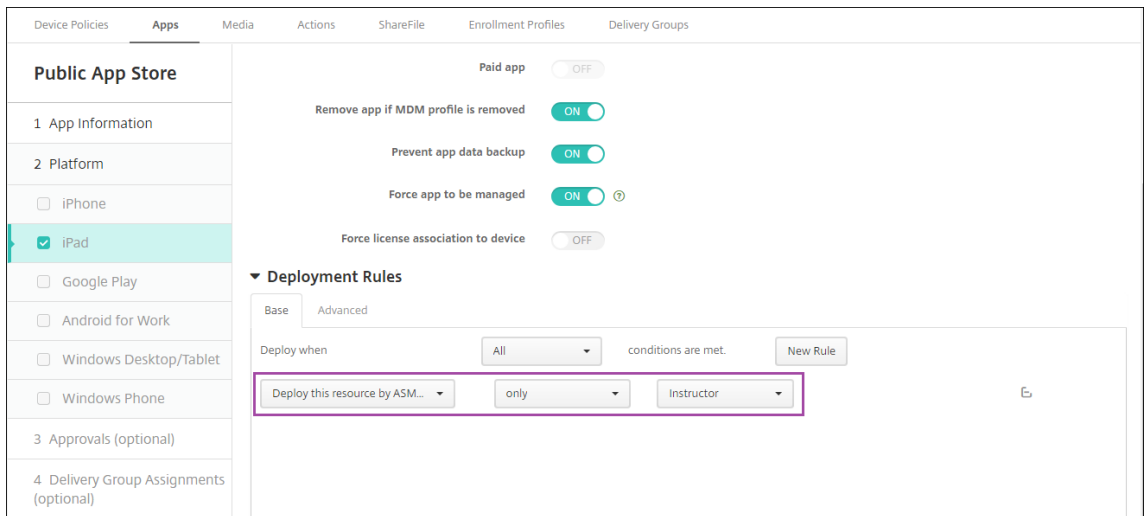 Device Policies Apps Media Actions ShareFile Enrollment Profiles Delivery Groups
Public App Store
1 App Information
2 Platform
iPhone
iPad
Google Play
Android for Work
Windows Desktop/Tablet
Windows Phone
3 Approvals (optional)
4 Delivery Group Assignments
(optional)
Paid app OFF
Remove app if MDM profile is removed ON
Prevent app data backup ON
Force app to be managed ON ?
Force license association to device OFF
Deployment Rules
Base Advanced
Deploy when All conditions are met. New Rule
Deploy this resource by ASM... only Instructor